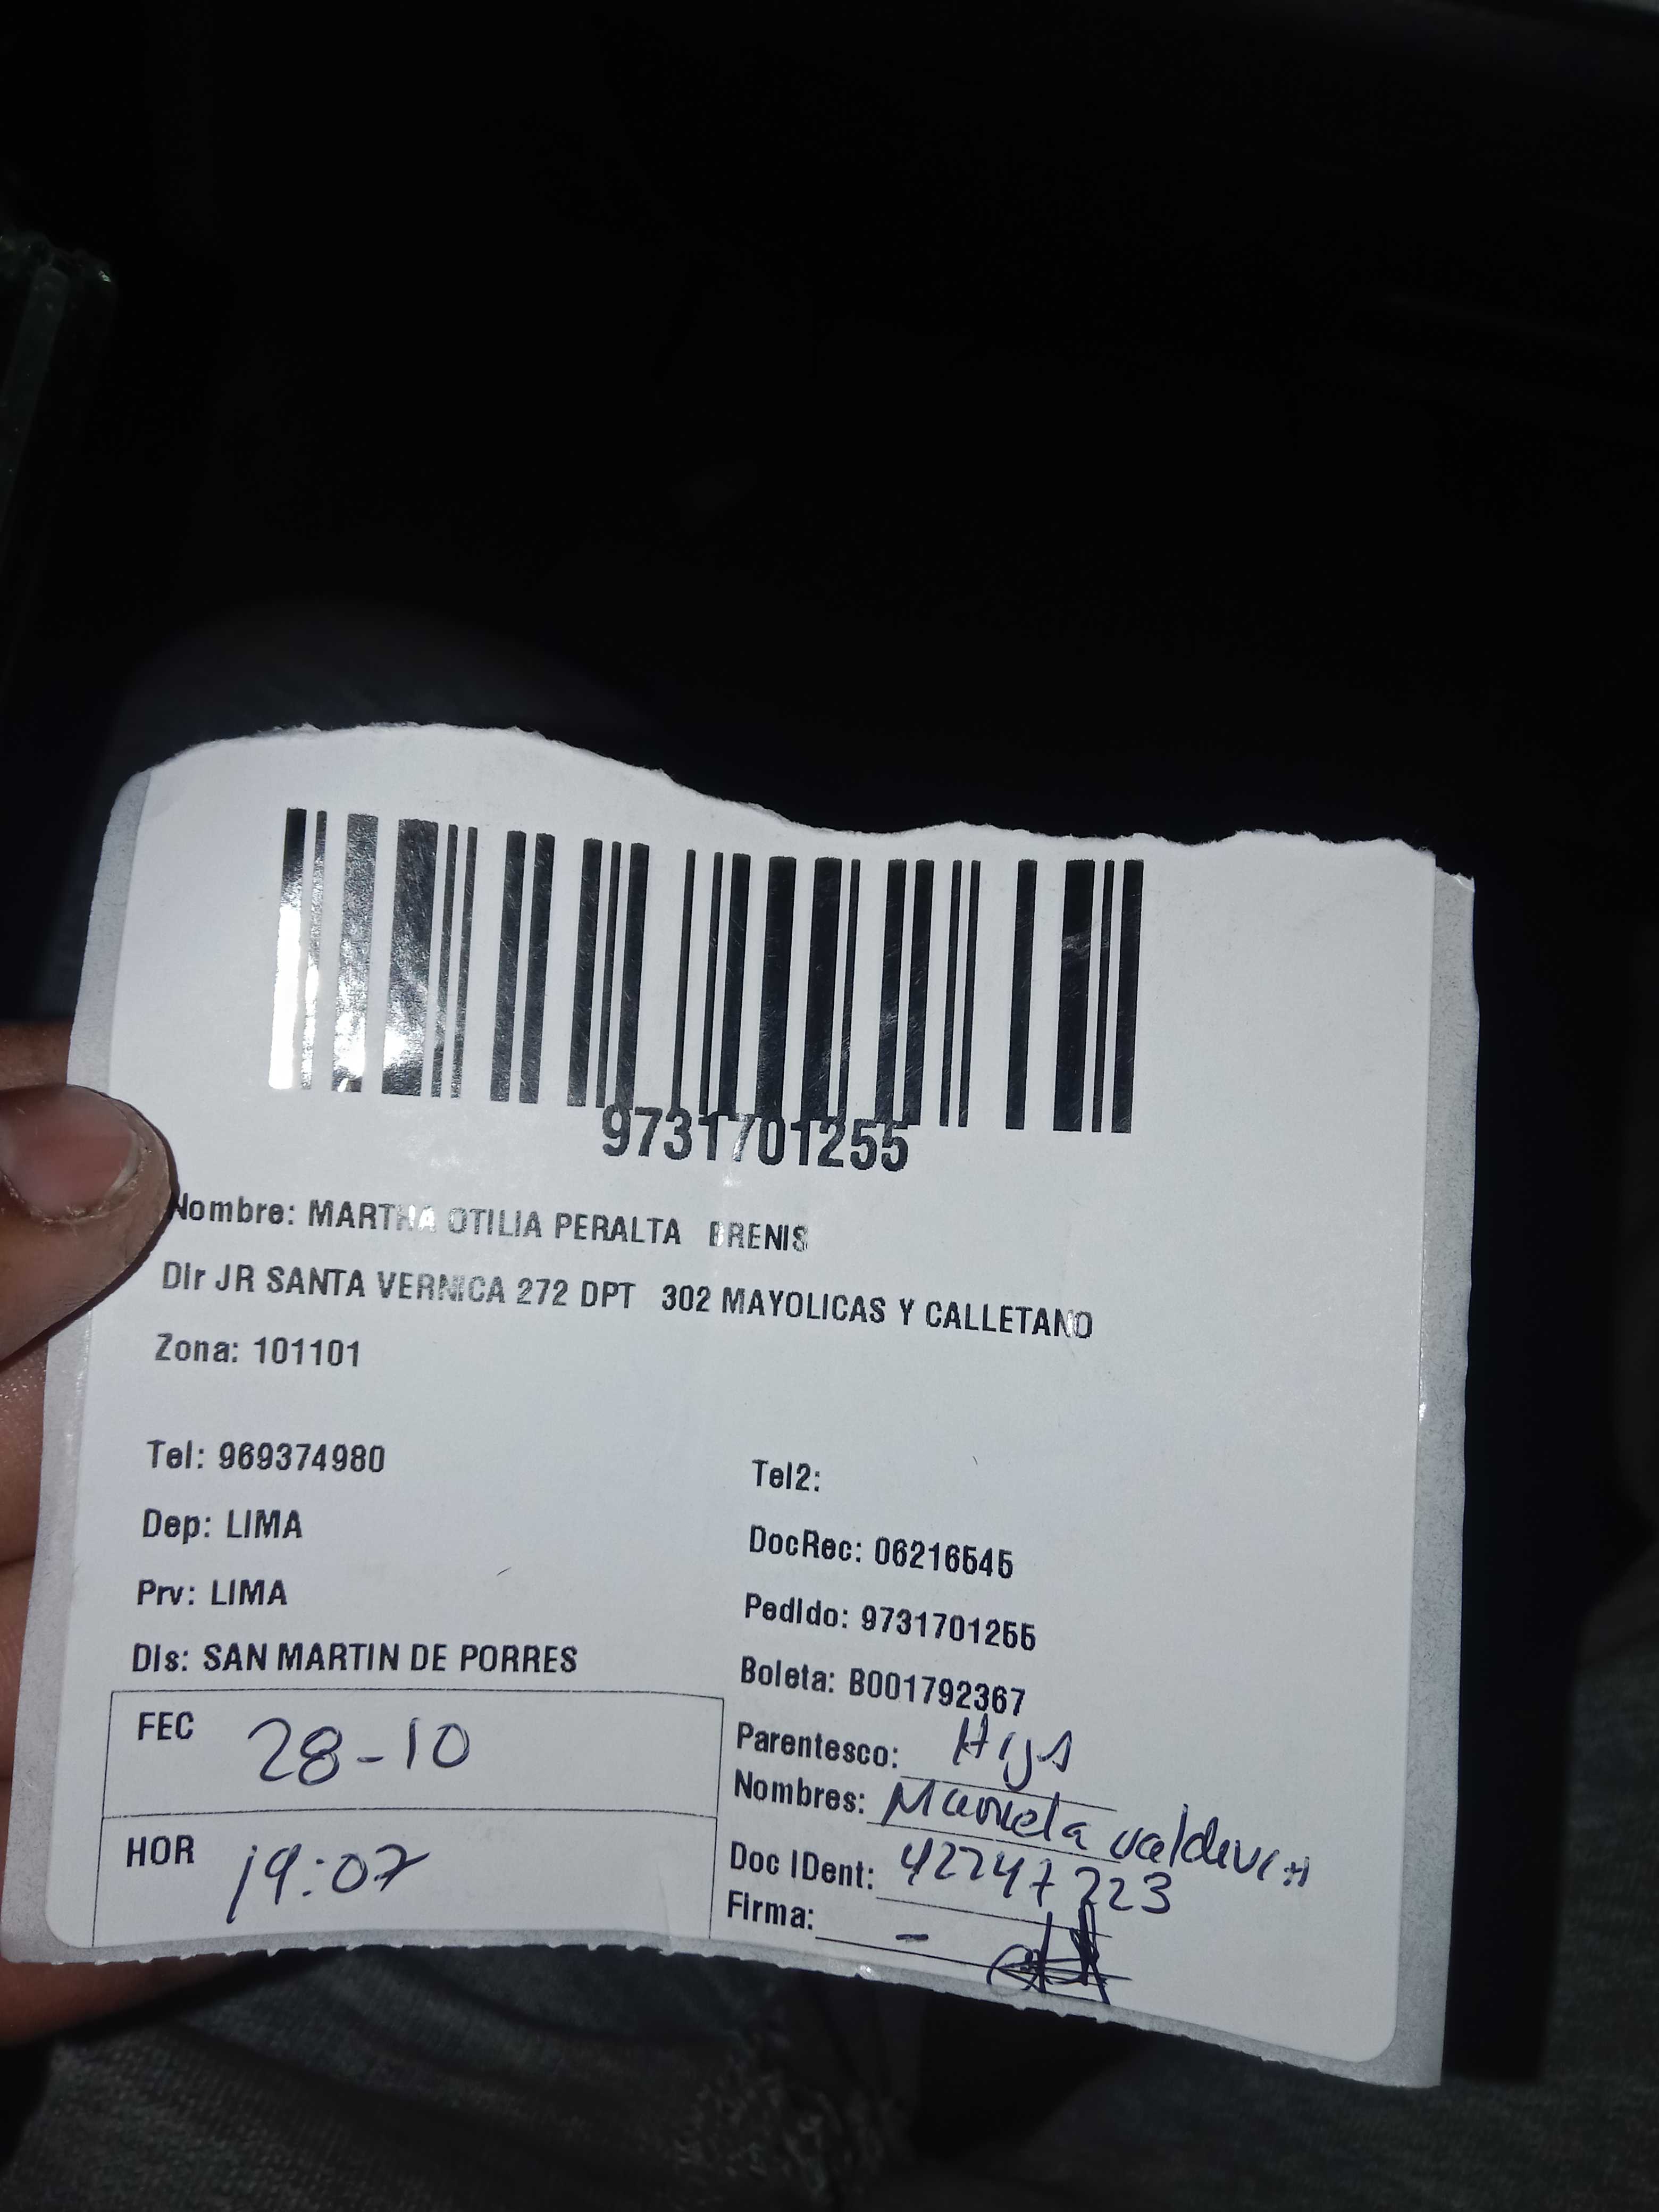 9731701255
Nombre: MARTHA OTILIA PERALTA BRENIS
Dir JR SANTA VERNICA 272 DPT 302 MAYOLICAS Y CALLETANO
Zona: 101101
Tel: 969374980
Tel2:
Dep: LIMA
DocRec: 06216545
Prv: LIMA
Pedido: 9731701255
Dis: SAN MARTIN DE PORRES
Boleta: B001792367
FEC 28-10
Parentesco: Hija
Nombres:
HOR 19:07
Doc IDent: 42247223
Firma: -